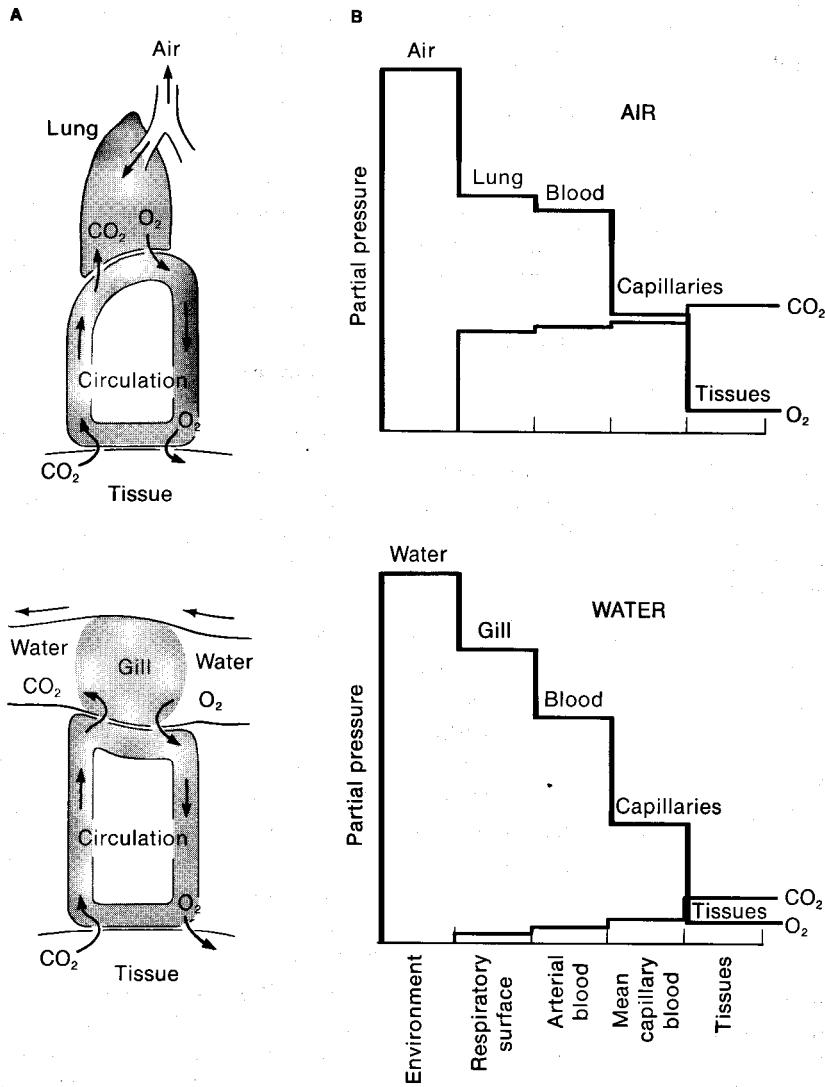 A
Air
Lung
CO₂
O₂
Circulation
O₂
CO₂
Tissue
Water
Gill
Water
CO₂
O₂
Circulation
O₂
CO₂
Tissue
B
Air
AIR
Lung
Blood
Capillaries
CO₂
Tissues
O₂
Partial pressure
Water
WATER
Gill
Blood
Capillaries
CO₂
Tissues
O₂
Partial pressure
Environment
Respiratory
surface
Arterial
blood
Mean
capillary
blood
Tissues